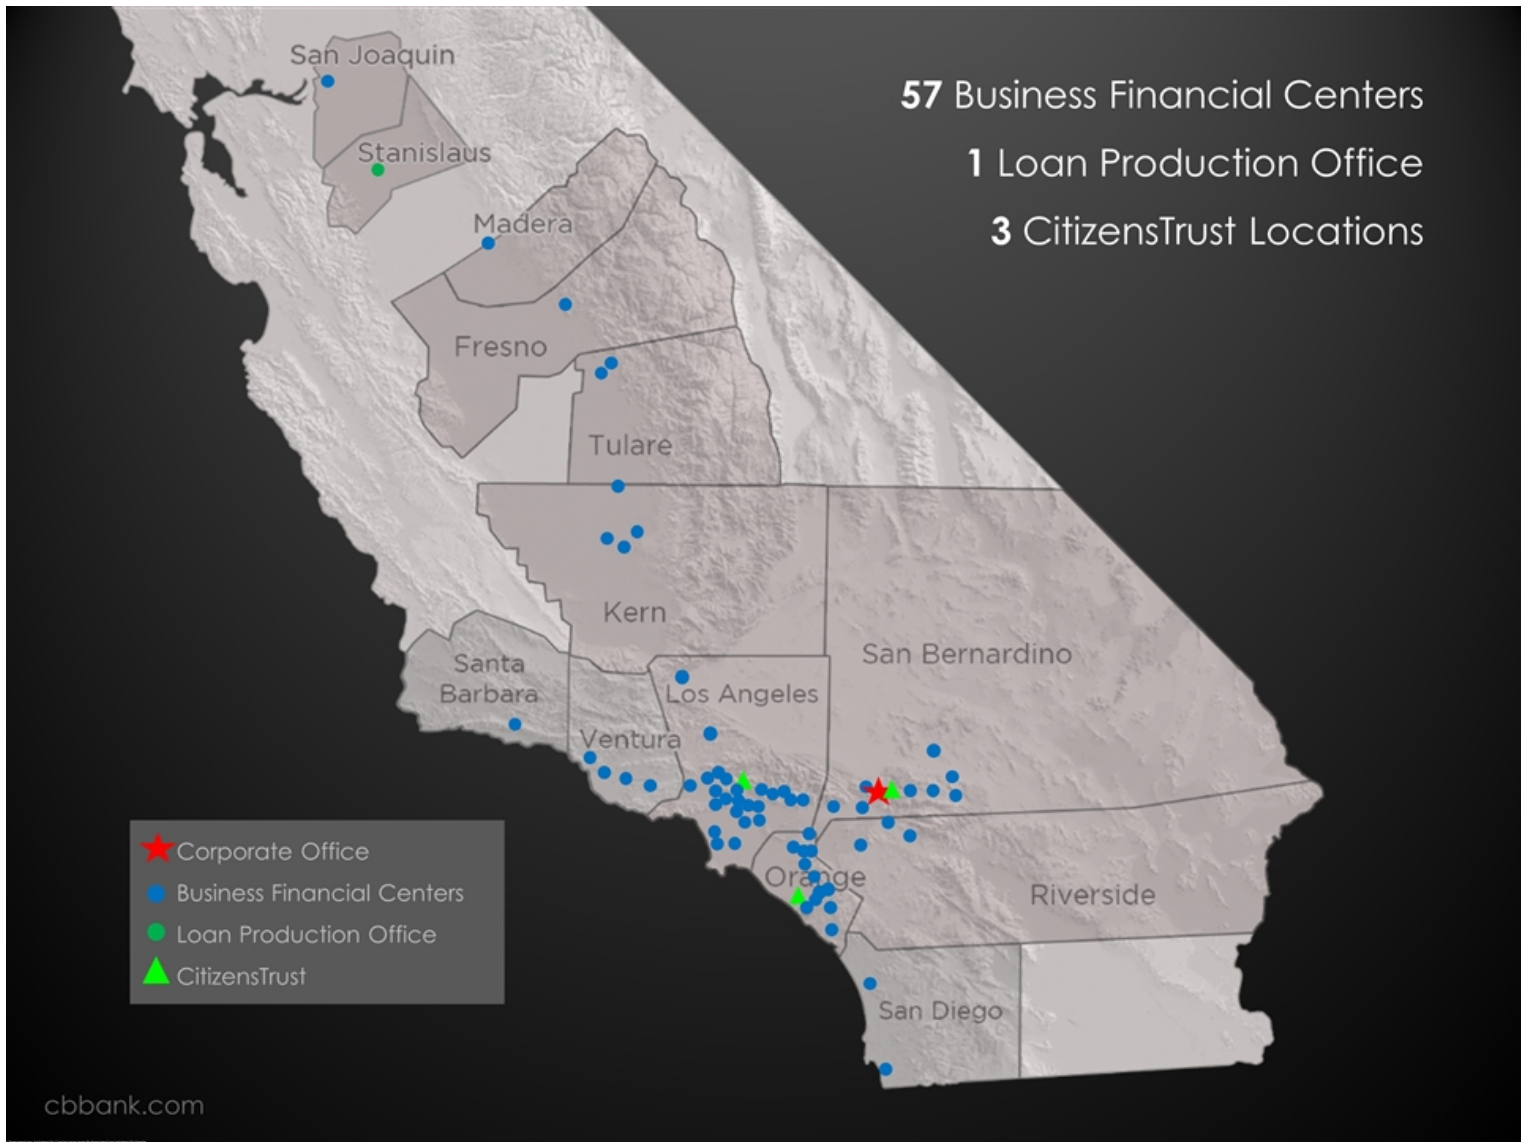 57 Business Financial Centers
1 Loan Production Office
3 CitizensTrust Locations
San Joaquin
Stanislaus
Madera
Fresno
Tulare
Kern
San Bernardino
Santa
Barbara
Los Angeles
Ventura
Orange
Riverside
San Diego
Corporate Office
Business Financial Centers
Loan Production Office
CitizensTrust
cbbank.com